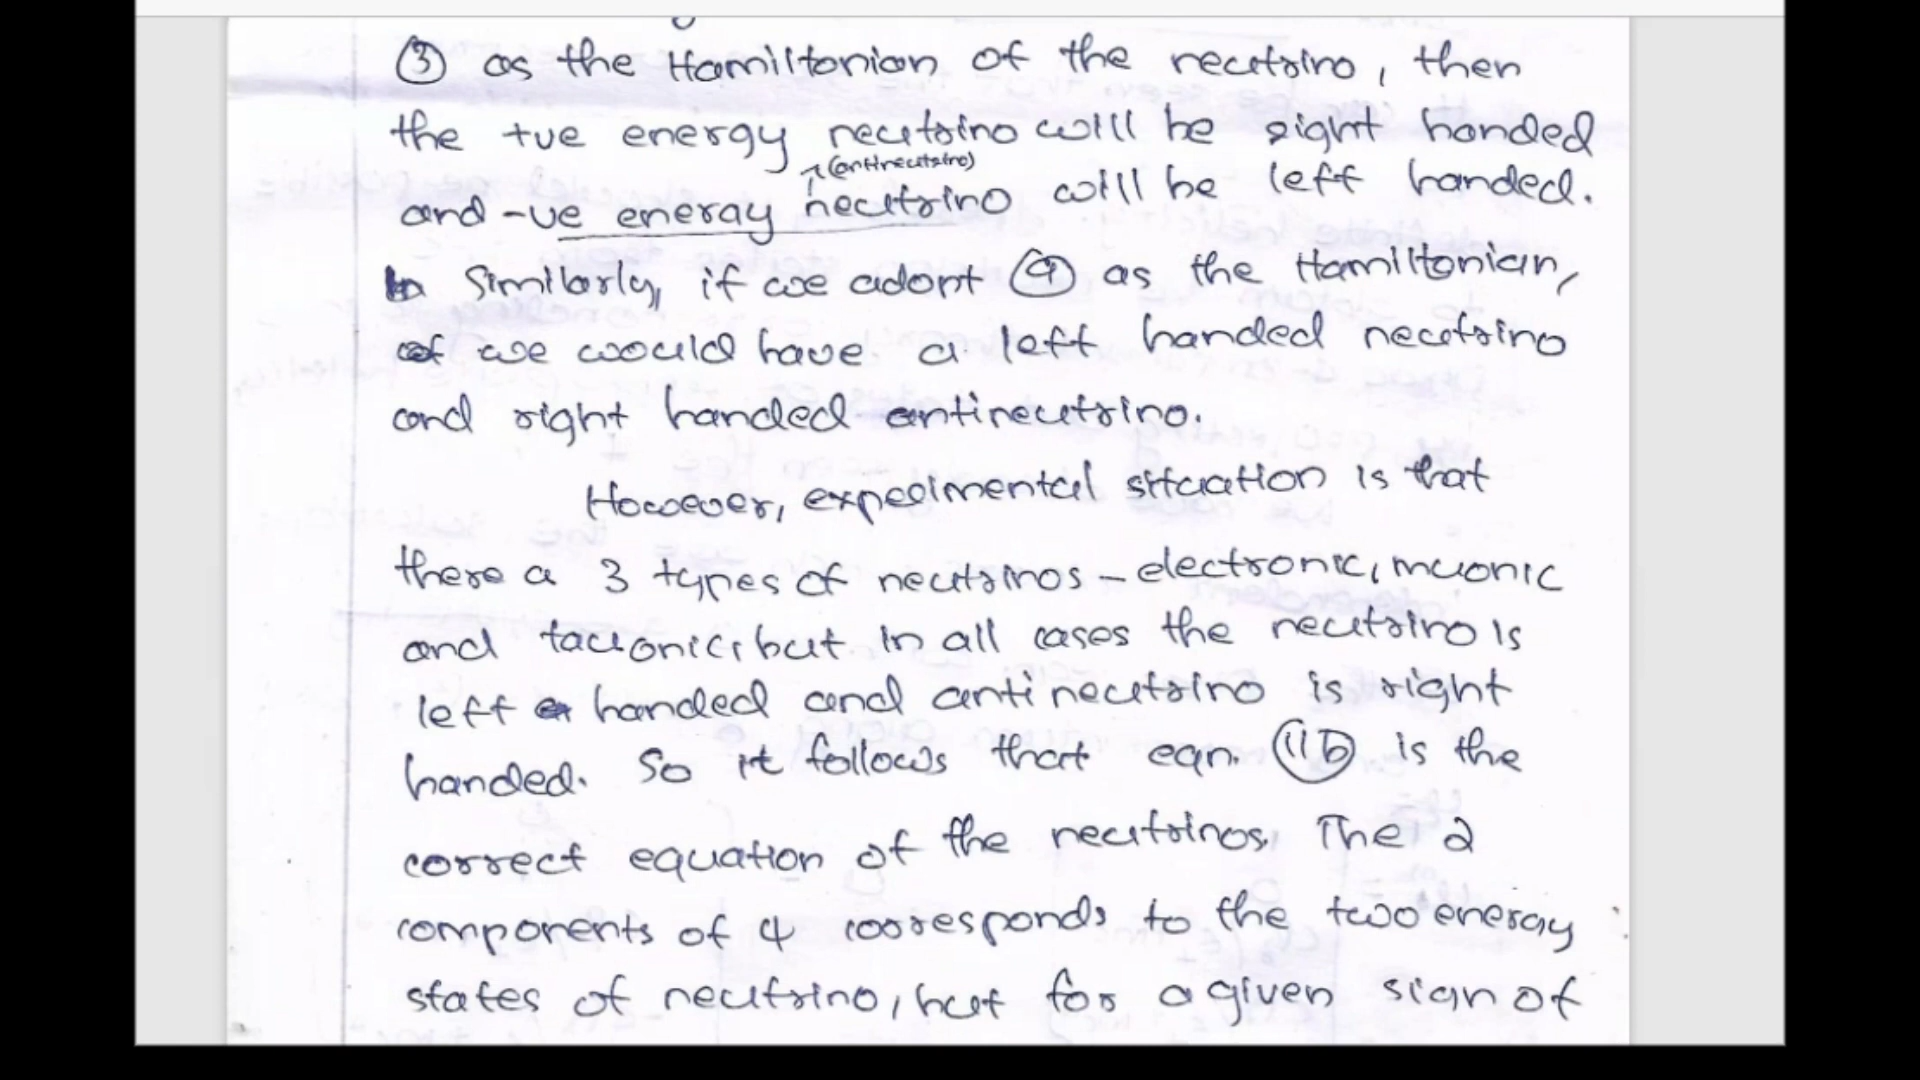 ③ as the Hamiltonian of the neutrino, then
the +ve energy neutrino will be right handed
(antineutrino)
and -ve energy neutrino will be left handed.
Similarly, if we adopt ④ as the Hamiltonian,
we would have a left handed neutrino
and right handed antineutrino.
However, experimental situation is that
there a 3 types of neutrinos - electronic, muonic
and tauonic, but in all cases the neutrino is
left handed and antineutrino is right
handed. So it follows that eqn. (11b) is the
correct equation of the neutrinos. The 2
components of ψ corresponds to the two energy
states of neutrino, but for a given sign of